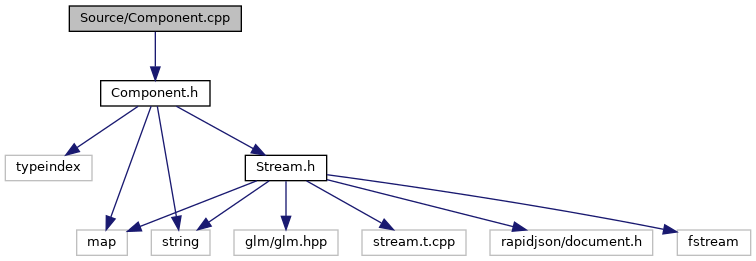 Source/Component.cpp
Component.h
typeindex
Stream.h
map
string
glm/glm.hpp
stream.t.cpp
rapidjson/document.h
fstream